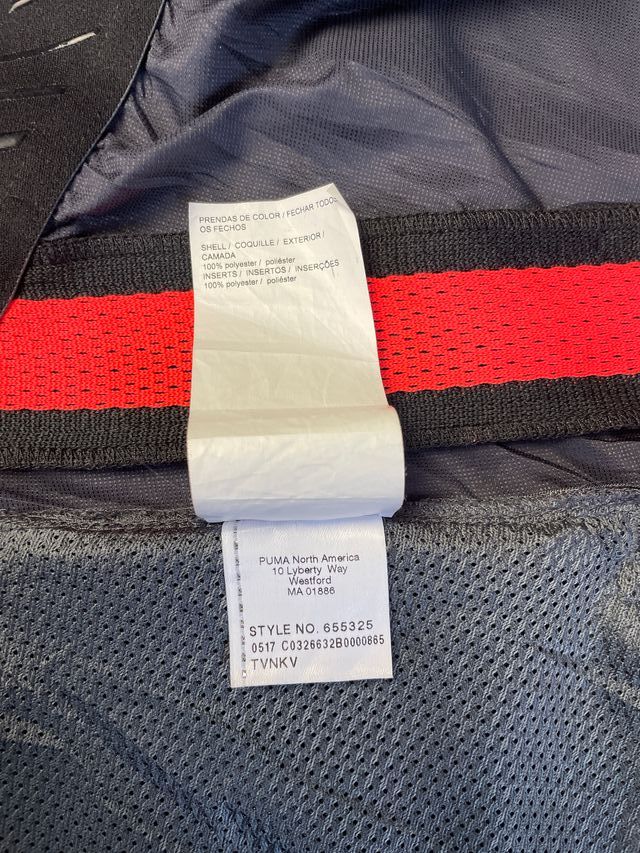 PRENDAS DE COLOR / FECHAR TODOS
OS FECHOS
SHELL / COQUILLE / EXTERIOR /
CAMADA
100% polyester / poliéster
INSERTS / INSERTOS / INSERÇÕES
100% polyester / poliéster
PUMA North America
10 Lyberty Way
Westford
MA 01886
STYLE NO. 655325
0517 C0326632B0000865
TVNKV